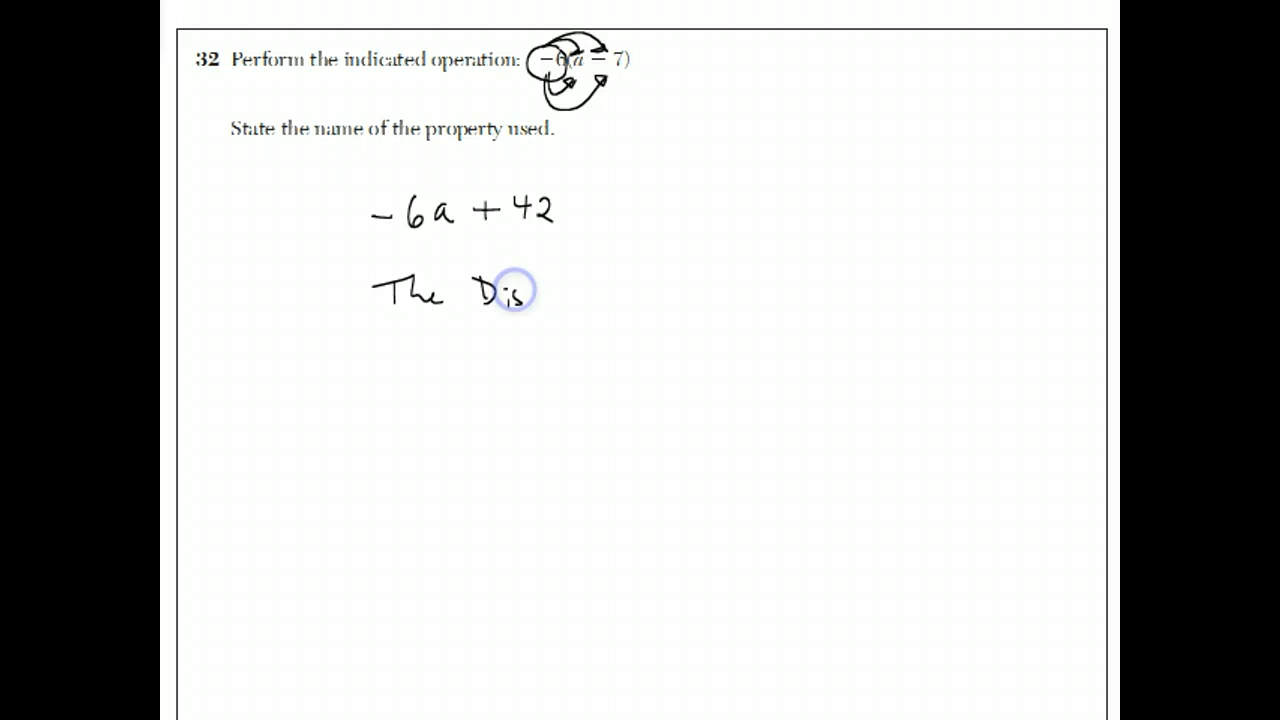 32 Perform the indicated operation: −6(a − 7)
State the name of the property used.
- 6a + 42
The Dis